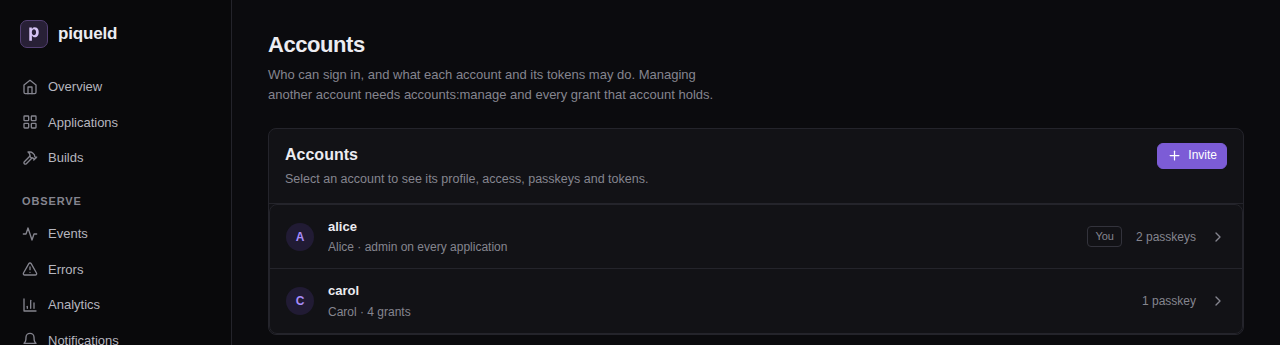 p piqueld
Overview
Applications
Builds
OBSERVE
Events
Errors
Analytics
Notifications
Accounts
Who can sign in, and what each account and its tokens may do. Managing
another account needs accounts:manage and every grant that account holds.
Accounts
Select an account to see its profile, access, passkeys and tokens.
Invite
A
alice
Alice · admin on every application
You
2 passkeys
C
carol
Carol · 4 grants
1 passkey